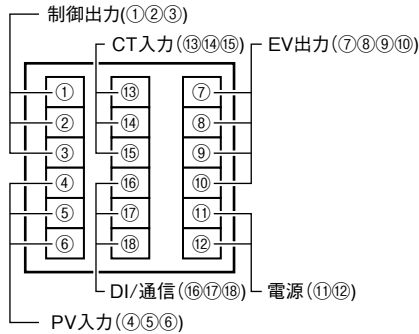 制御出力(①②③)
CT入力(⑬⑭⑮)
EV出力(⑦⑧⑨⑩)
① ⑬ ⑦
② ⑭ ⑧
③ ⑮ ⑨
④ ⑯ ⑩
⑤ ⑰ ⑪
⑥ ⑱ ⑫
DI/通信(⑯⑰⑱)
電源(⑪⑫)
PV入力(④⑤⑥)